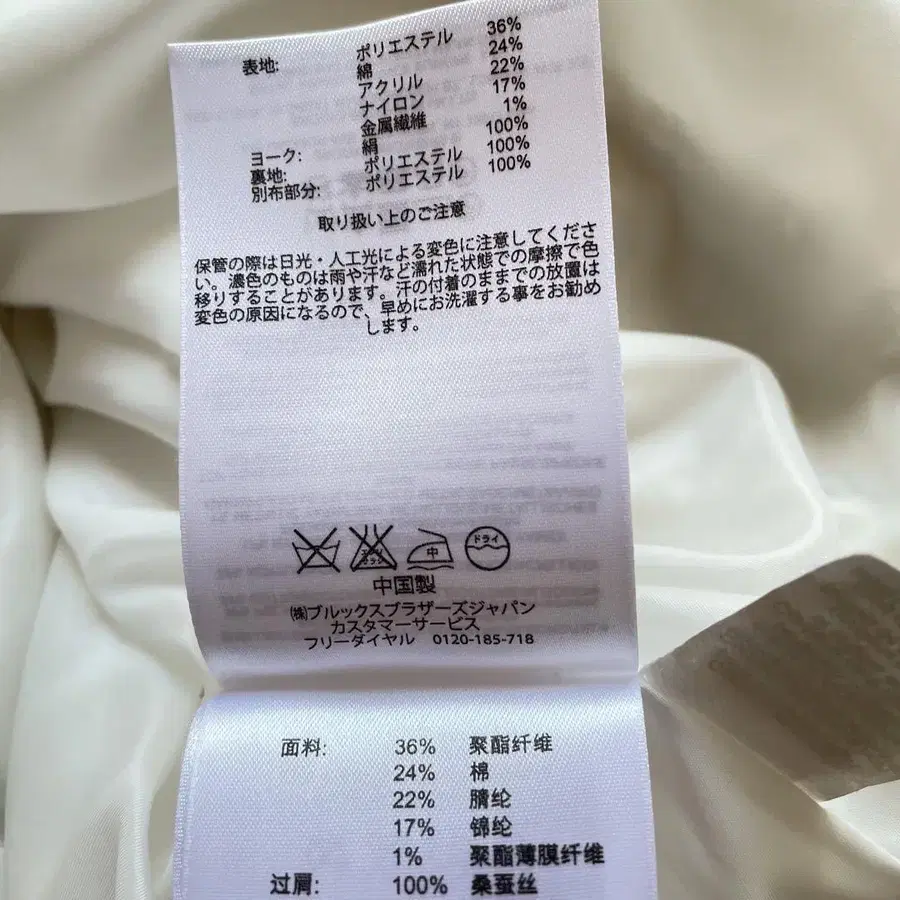 表地: ポリエステル 36%
綿 24%
アクリル 22%
ナイロン 17%
金属繊維 1%
ヨーク: 絹 100%
裏地: ポリエステル 100%
別布部分: ポリエステル 100%
取り扱い上のご注意
保管の際は日光・人工光による変色に注意してくださ
い。濃色のものは雨や汗など濡れた状態での摩擦で色
移りすることがあります。汗の付着のままでの放置は
変色の原因になるので、早めにお洗濯する事をお勧め
します。
エンソ サラシ 中 ドライ
中国製
㈱ブルックスブラザーズジャパン
カスタマーサービス
フリーダイヤル 0120-185-718
面料: 36% 聚酯纤维
24% 棉
22% 腈纶
17% 锦纶
1% 聚酯薄膜纤维
过肩: 100% 桑蚕丝